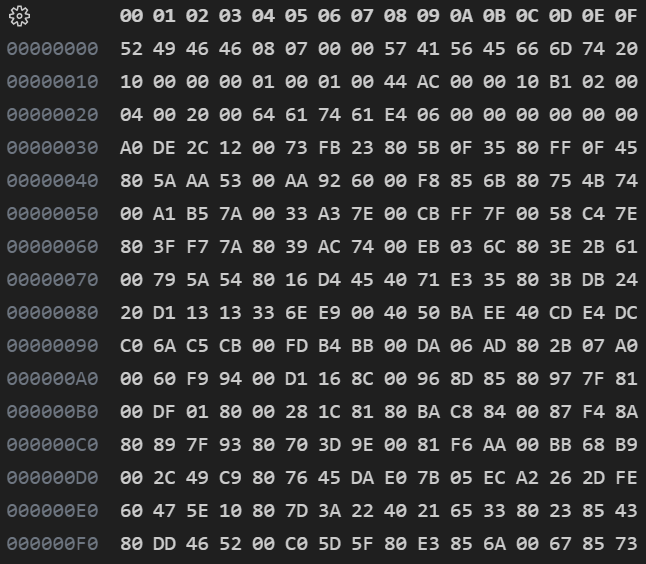 00 01 02 03 04 05 06 07 08 09 0A 0B 0C 0D 0E 0F
00000000 52 49 46 46 08 07 00 00 57 41 56 45 66 6D 74 20
00000010 10 00 00 00 01 00 01 00 44 AC 00 00 10 B1 02 00
00000020 04 00 20 00 64 61 74 61 E4 06 00 00 00 00 00 00
00000030 A0 DE 2C 12 00 73 FB 23 80 5B 0F 35 80 FF 0F 45
00000040 80 5A AA 53 00 AA 92 60 00 F8 85 6B 80 75 4B 74
00000050 00 A1 B5 7A 00 33 A3 7E 00 CB FF 7F 00 58 C4 7E
00000060 80 3F F7 7A 80 39 AC 74 00 EB 03 6C 80 3E 2B 61
00000070 00 79 5A 54 80 16 D4 45 40 71 E3 35 80 3B DB 24
00000080 20 D1 13 13 33 6E E9 00 40 50 BA EE 40 CD E4 DC
00000090 C0 6A C5 CB 00 FD B4 BB 00 DA 06 AD 80 2B 07 A0
000000A0 00 60 F9 94 00 D1 16 8C 00 96 8D 85 80 97 7F 81
000000B0 00 DF 01 80 00 28 1C 81 80 BA C8 84 00 87 F4 8A
000000C0 80 89 7F 93 80 70 3D 9E 00 81 F6 AA 00 BB 68 B9
000000D0 00 2C 49 C9 80 76 45 DA E0 7B 05 EC A2 26 2D FE
000000E0 60 47 5E 10 80 7D 3A 22 40 21 65 33 80 23 85 43
000000F0 80 DD 46 52 00 C0 5D 5F 80 E3 85 6A 00 67 85 73